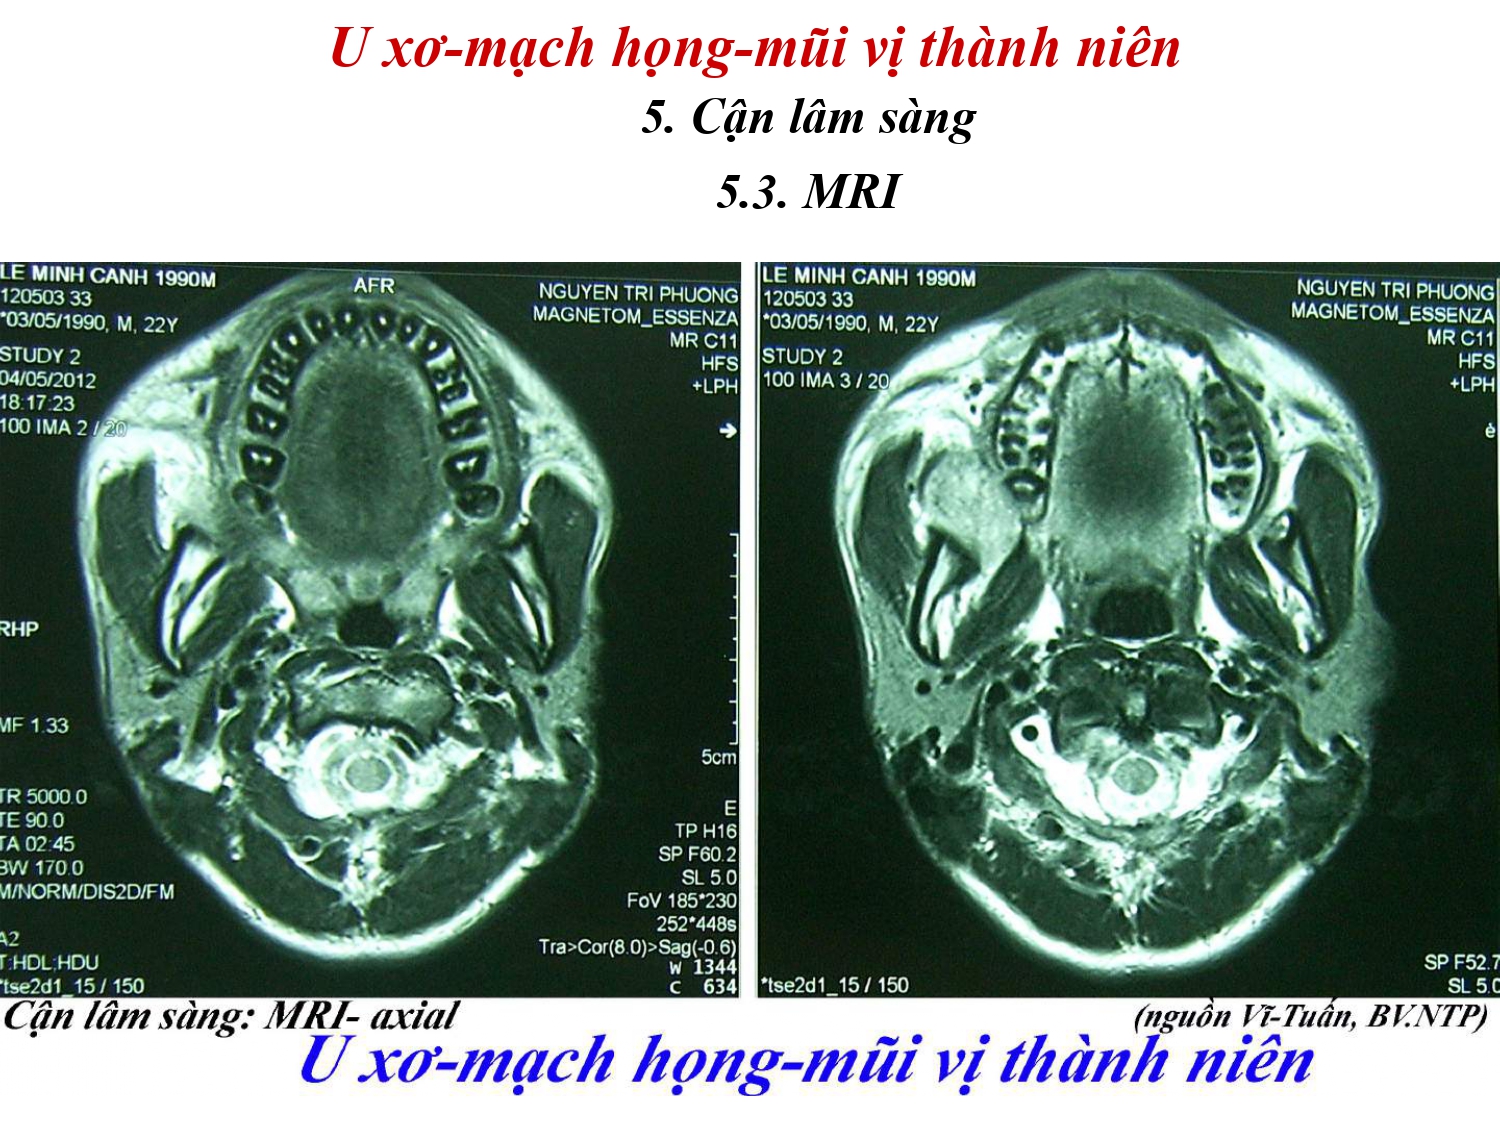 U xơ-mạch họng-mũi vị thành niên
5. Cận lâm sàng
5.3. MRI
LE MINH CANH 1990M
120503 33
*03/05/1990, M, 22Y
STUDY 2
04/05/2012
18:17:23
100 IMA 2 / 20
AFR
NGUYEN TRI PHUONG
MAGNETOM_ESSENZA
MR C11
HFS
+LPH
RHP
MF 1.33
5cm
TR 5000.0
TE 90.0
TA 02:45
BW 170.0
M/NORM/DIS2D/FM
A2
T:HDL;HDU
*tse2d1_15 / 150
E
TP H16
SP F60.2
SL 5.0
FoV 185*230
252*448s
Tra>Cor(8.0)>Sag(-0.6)
W 1344
C 634
LE MINH CANH 1990M
120503 33
*03/05/1990, M, 22Y
STUDY 2
100 IMA 3 / 20
NGUYEN TRI PHUONG
MAGNETOM_ESSENZA
MR C11
HFS
+LPH
è
*tse2d1_15 / 150
SP F52.7
SL 5.0
Cận lâm sàng: MRI- axial
(nguồn Vĩ-Tuấn, BV.NTP)
U xơ-mạch họng-mũi vị thành niên